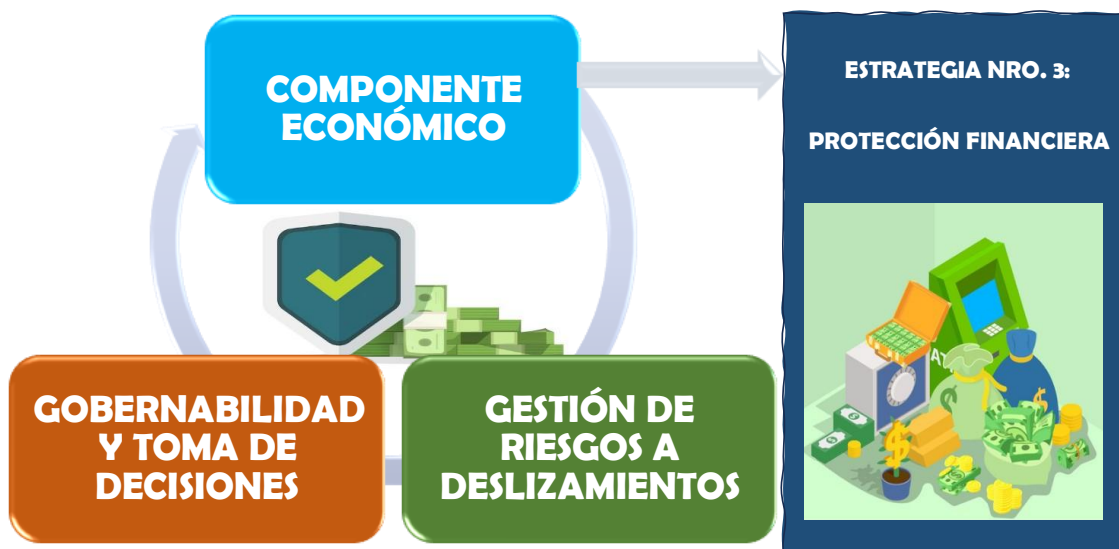 COMPONENTE
ECONÓMICO
ESTRATEGIA NRO. 3:
PROTECCIÓN FINANCIERA
GOBERNABILIDAD
Y TOMA DE
DECISIONES
GESTIÓN DE
RIESGOS A
DESLIZAMIENTOS